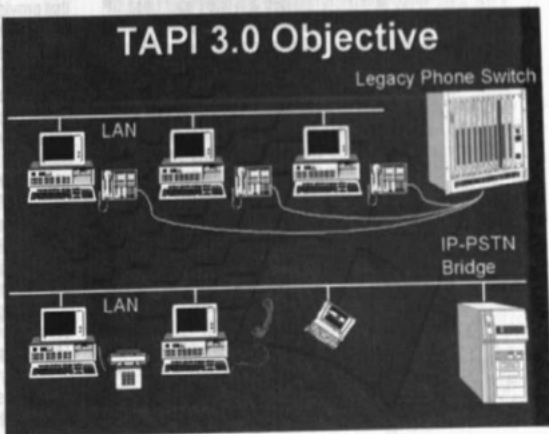 TAPI 3.0 Objective
Legacy Phone Switch
LAN
IP-PSTN
Bridge
LAN